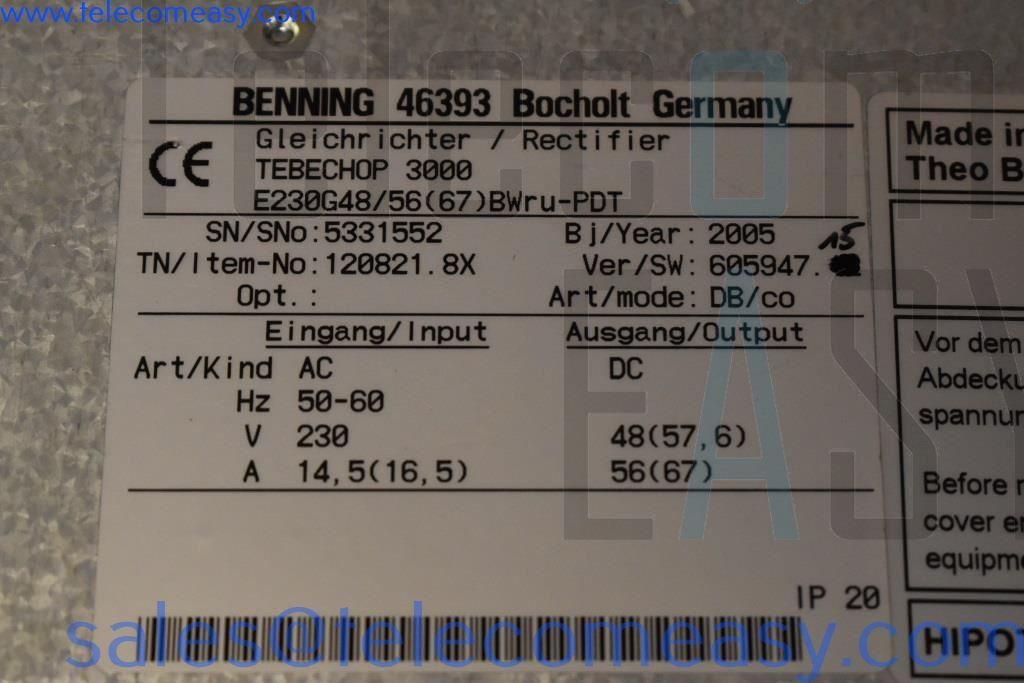 www.telecomeasy.com
Telecom
EASY
BENNING 46393 Bocholt Germany
CE
Gleichrichter / Rectifier
TEBECHOP 3000
E230G48/56(67)BWru-PDT
SN/SNo: 5331552 Bj/Year: 2005
15
TN/Item-No: 120821.8X Ver/SW: 605947.
Opt.: Art/mode: DB/co
Eingang/Input Ausgang/Output
Art/Kind AC DC
Hz 50-60
V 230 48(57,6)
A 14,5(16,5) 56(67)
IP 20
sales@telecomeasy.com
Made in
Theo B
Vor dem
Abdecku
spannun
Before r
cover e
equipme
HIPOT